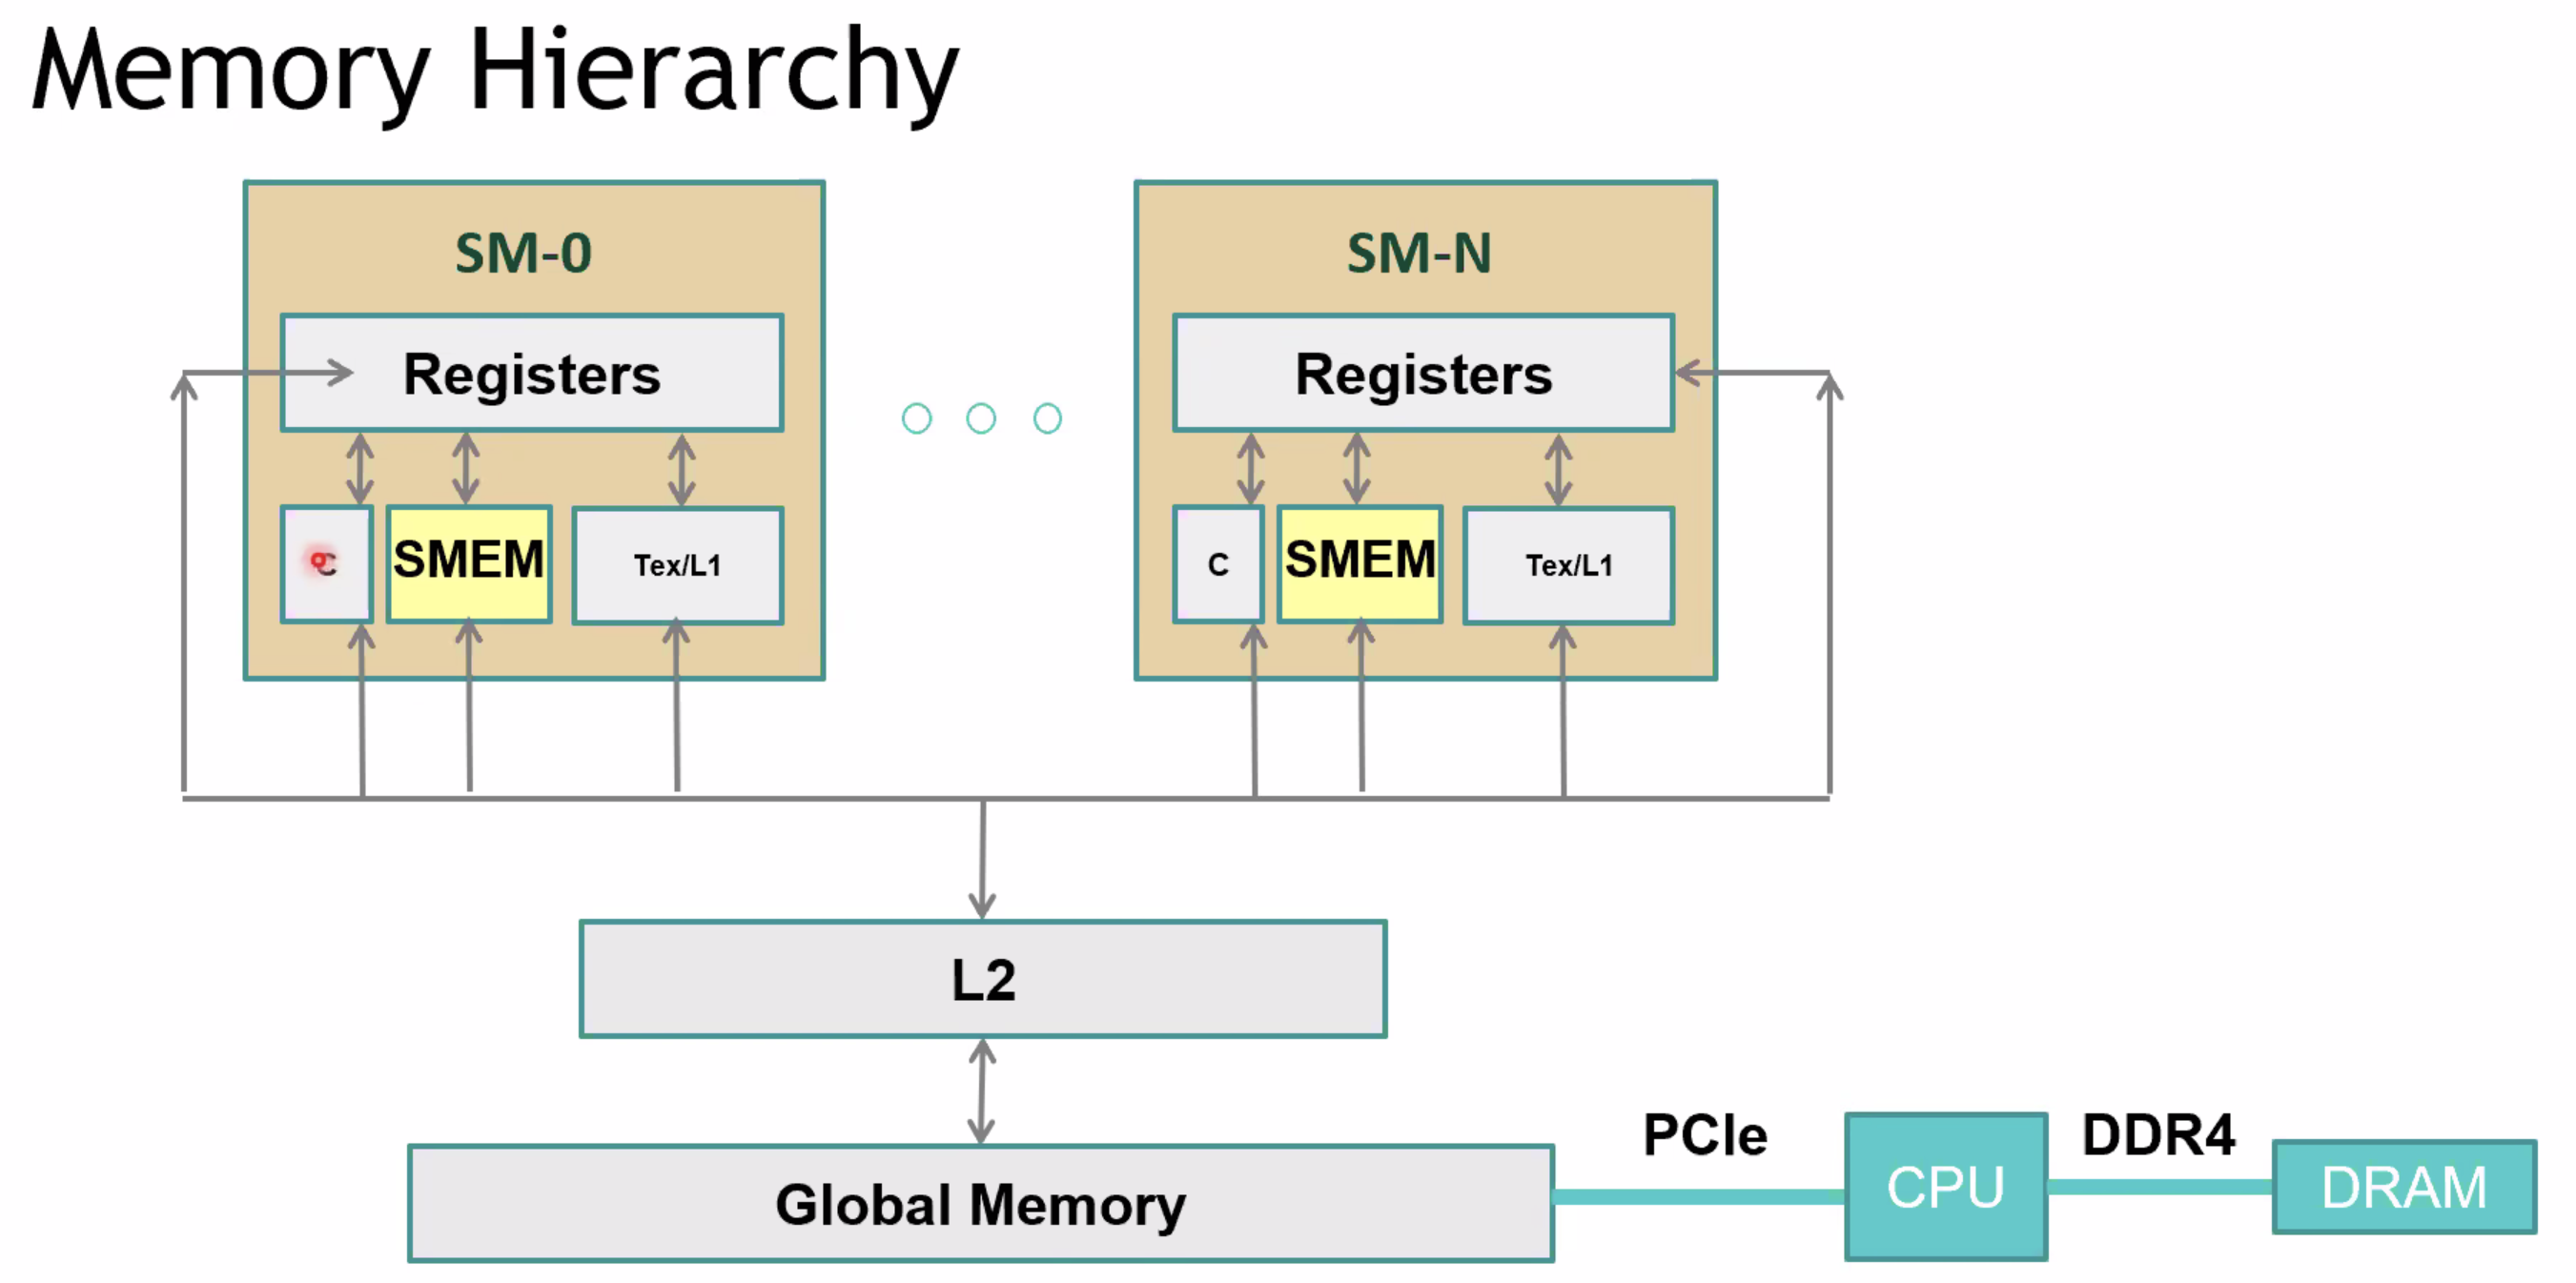 Memory Hierarchy
SM-0
SM-N
Registers
Registers
C
SMEM
Tex/L1
C
SMEM
Tex/L1
L2
Global Memory
PCIe
CPU
DDR4
DRAM